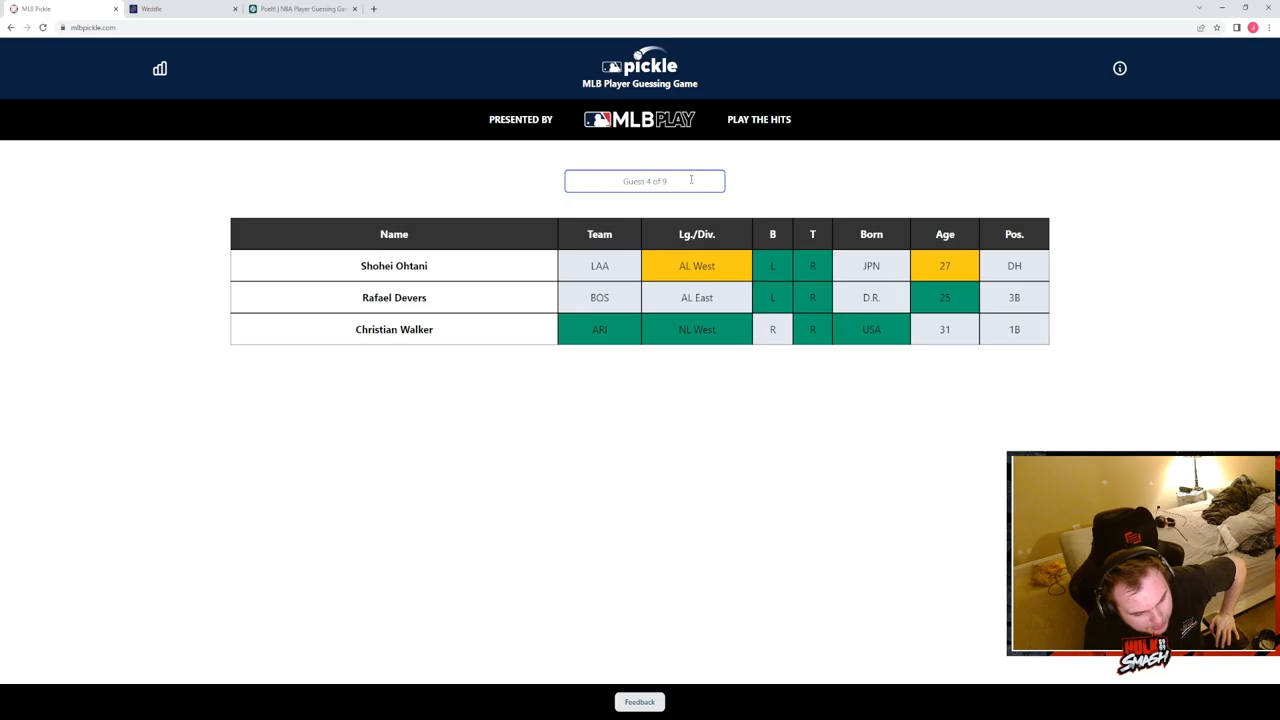 MLB Pickle
Weddle
Poeltl | NBA Player Guessing Ga
mlbpickle.com
pickle
MLB Player Guessing Game
PRESENTED BY MLB PLAY PLAY THE HITS
Guess 4 of 9
Name Team Lg./Div. B T Born Age Pos.
Shohei Ohtani LAA AL West L R JPN 27 DH
Rafael Devers BOS AL East L R D.R. 25 3B
Christian Walker ARI NL West R R USA 31 1B
HULK
SMASH
Feedback